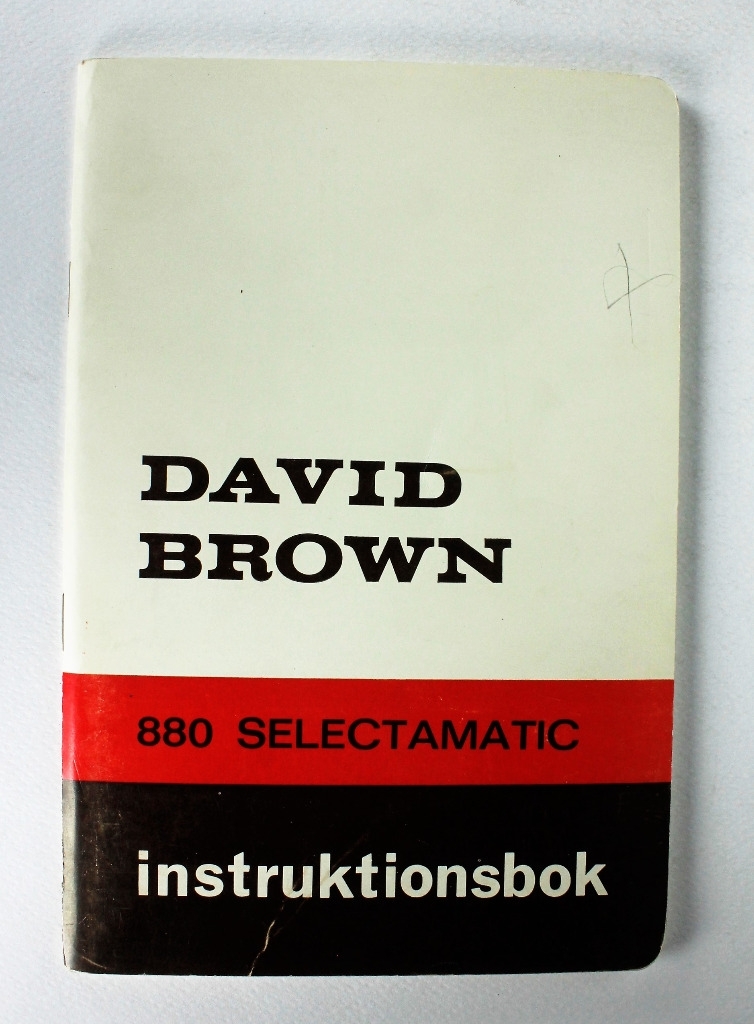 DAVID
BROWN
880 SELECTAMATIC
instruktionsbok